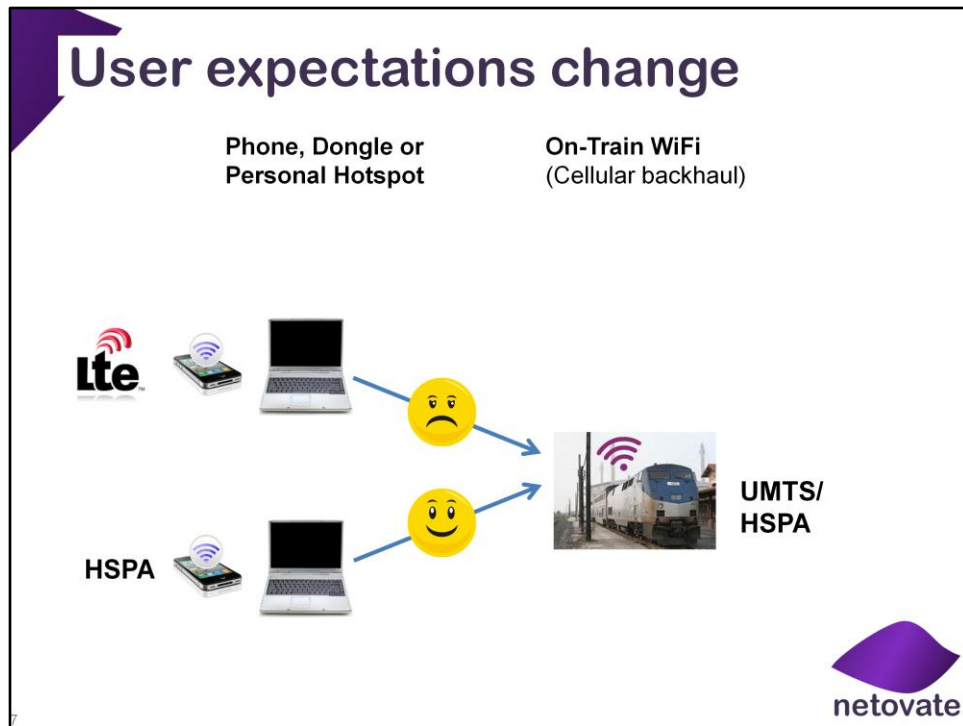 User expectations change
Phone, Dongle or
Personal Hotspot
On-Train WiFi
(Cellular backhaul)
Lte
UMTS/
HSPA
HSPA
netovate
7